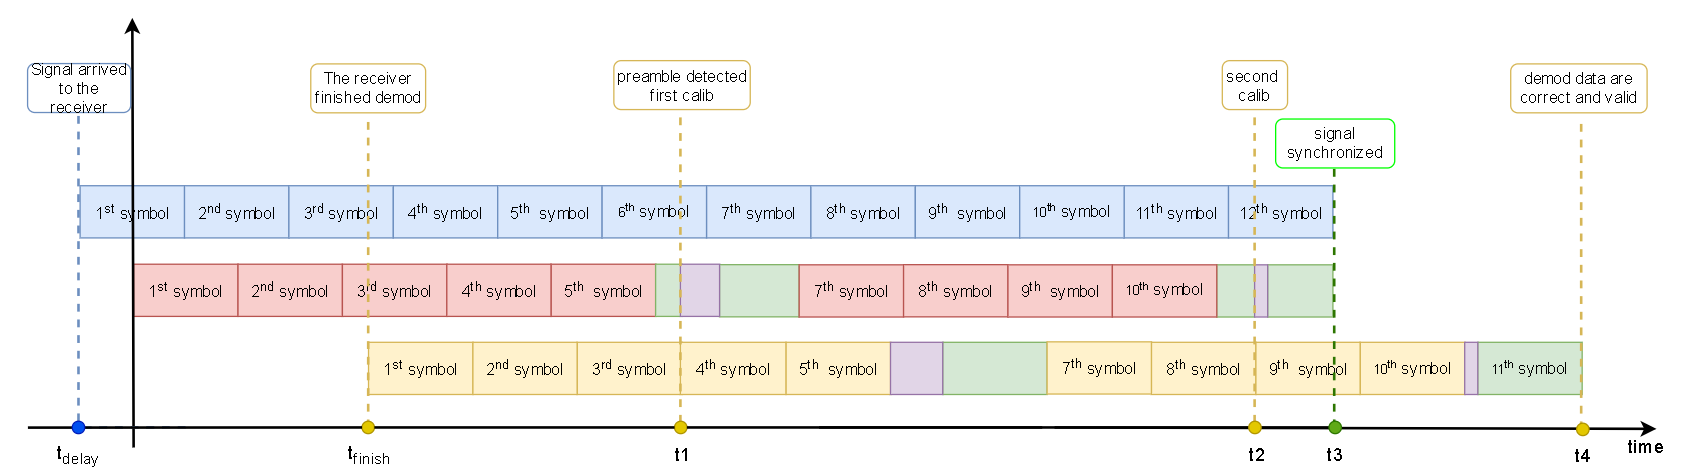 Signal arrived
to the
receiver
The receiver
finished demod
preamble detected
first calib
second
calib
demod data are
correct and valid
signal
synchronized
1st symbol
2nd symbol
3rd symbol
4th symbol
5th symbol
6th symbol
7th symbol
8th symbol
9th symbol
10th symbol
11th symbol
12th symbol
1st symbol
2nd symbol
3rd symbol
4th symbol
5th symbol
7th symbol
8th symbol
9th symbol
10th symbol
1st symbol
2nd symbol
3rd symbol
4th symbol
5th symbol
7th symbol
8th symbol
9th symbol
10th symbol
11th symbol
tdelay
tfinish
t1
t2
t3
t4
time